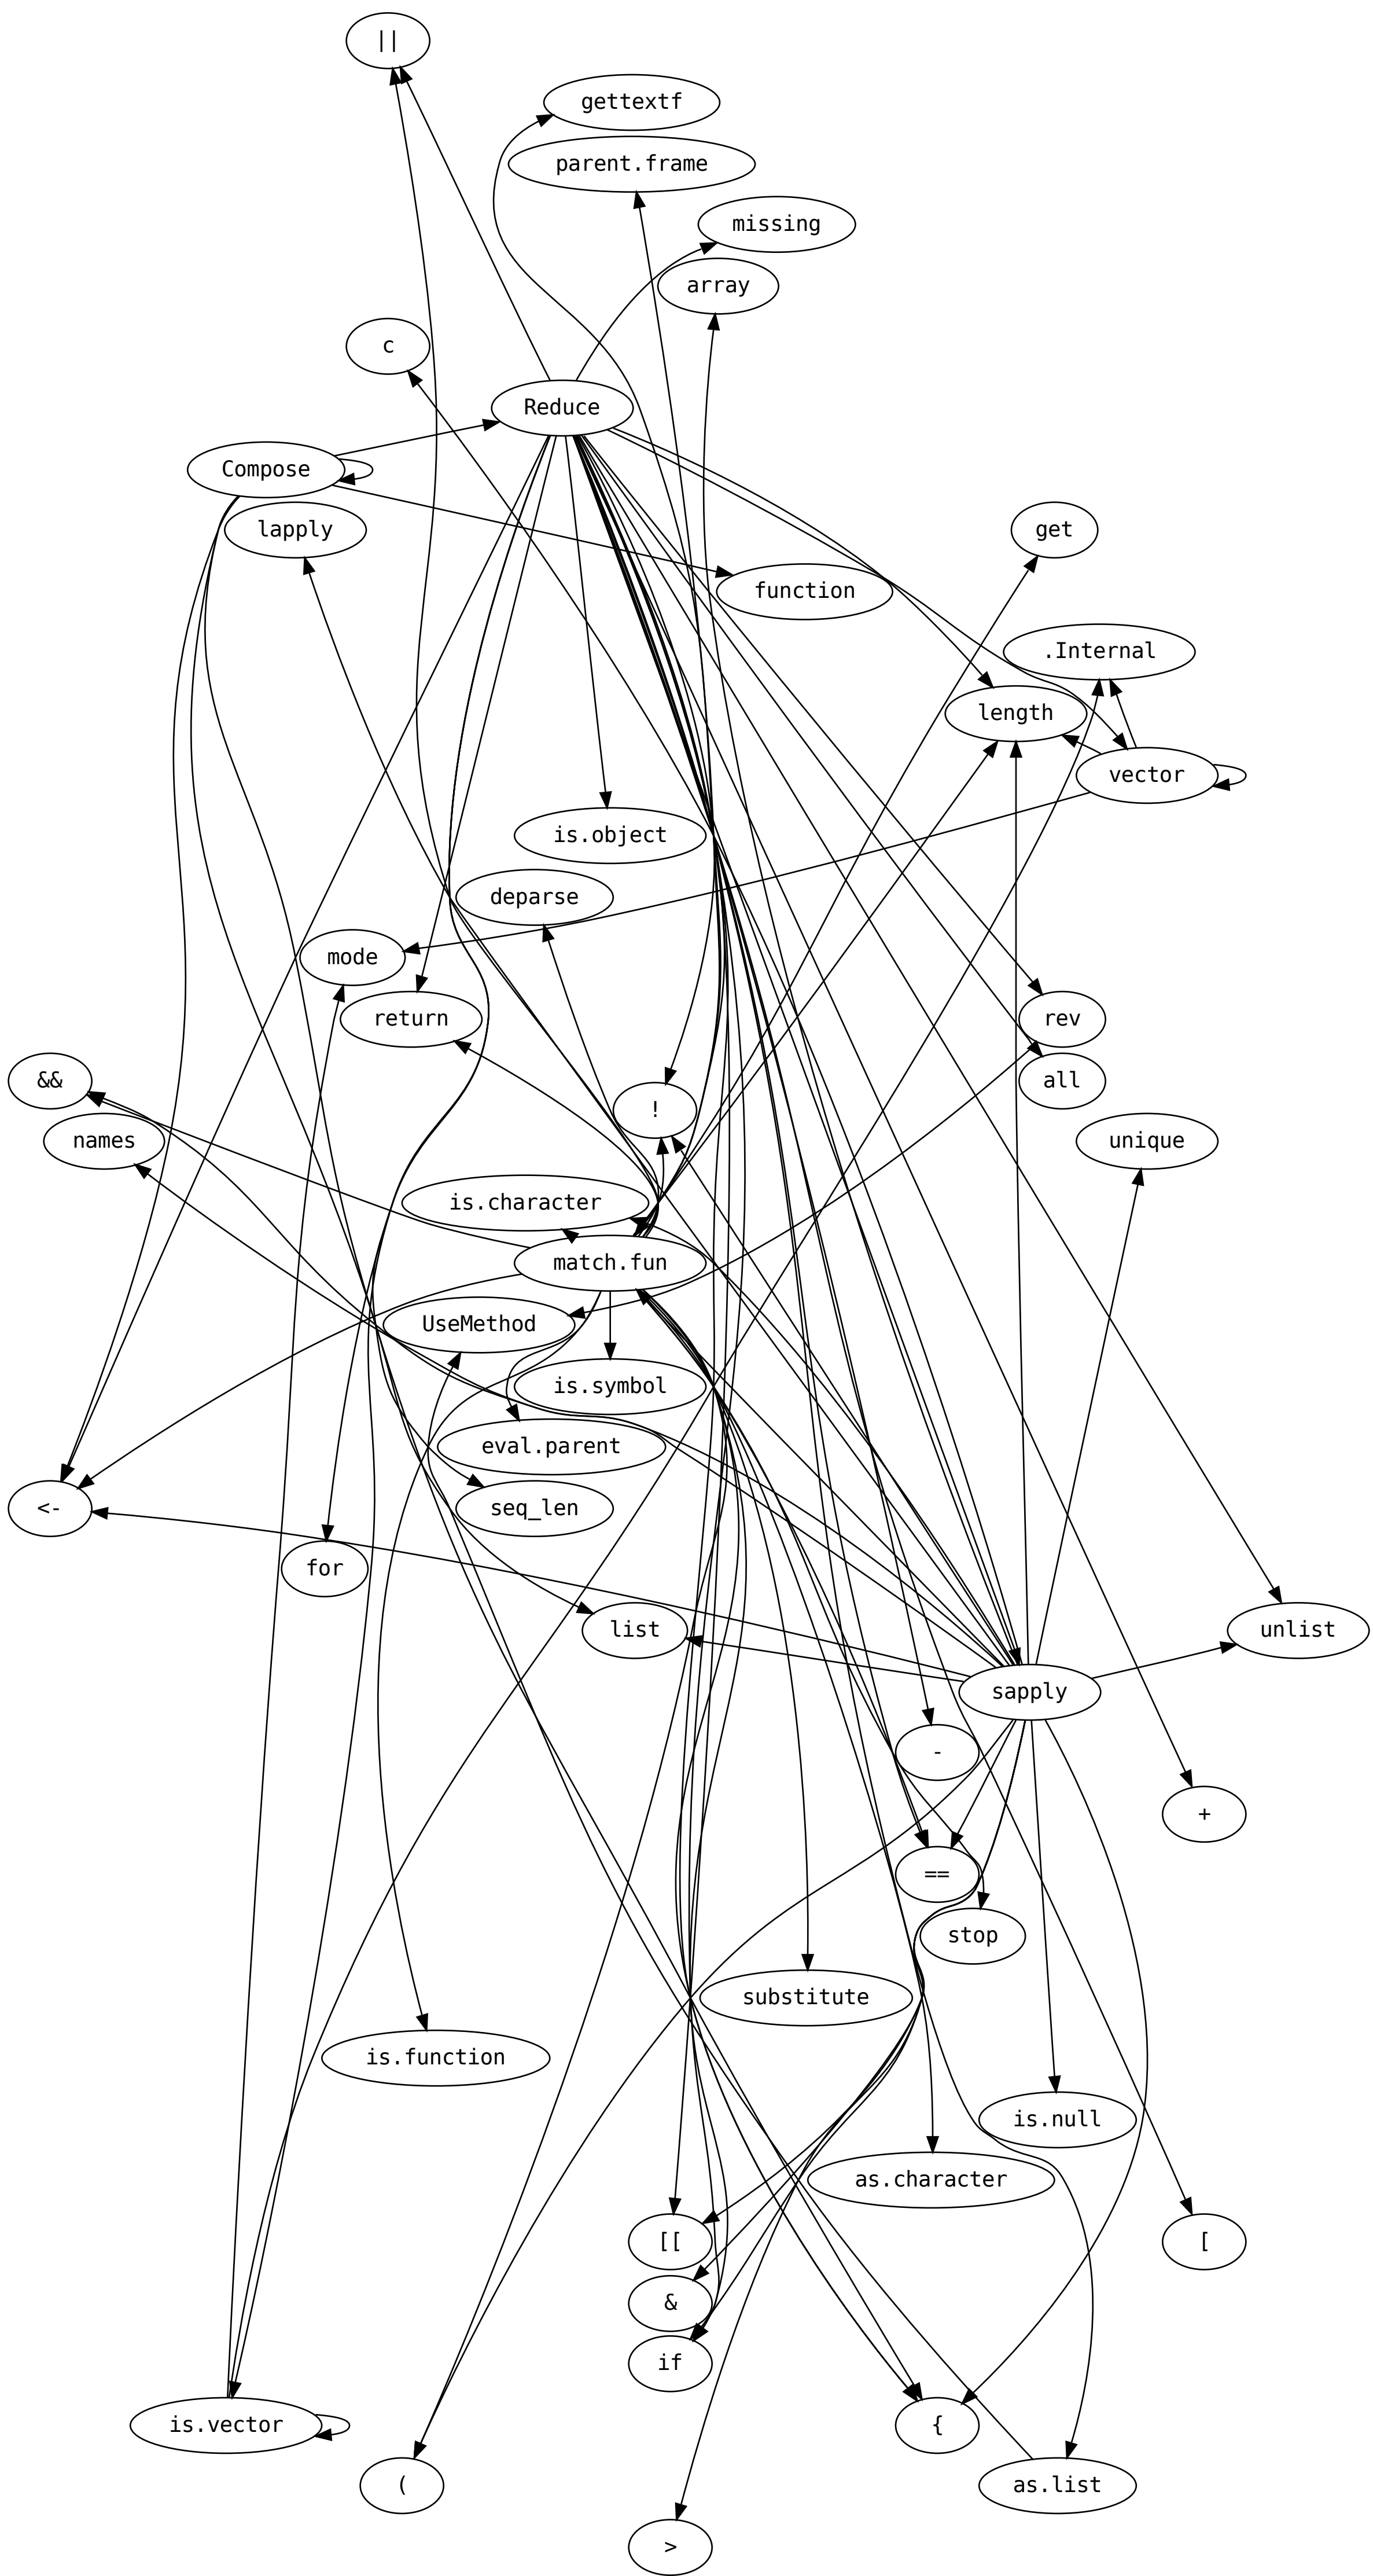 ||
gettextf
parent.frame
missing
array
c
Reduce
Compose
lapply
get
function
.Internal
length
vector
is.object
deparse
mode
return
rev
&&
all
!
names
unique
is.character
match.fun
UseMethod
is.symbol
eval.parent
<-
seq_len
for
list
unlist
sapply
-
+
==
stop
substitute
is.function
is.null
as.character
[[
[
&
if
is.vector
{
(
as.list
>